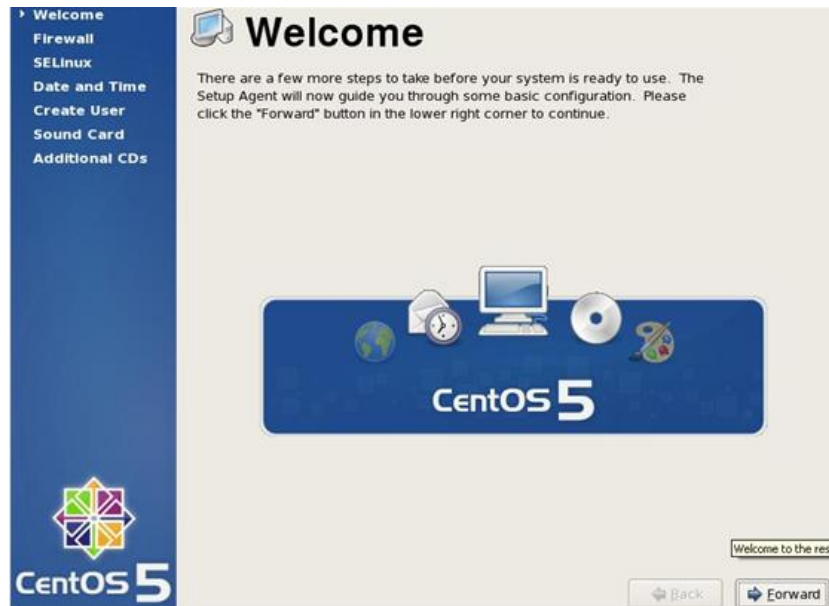 Welcome
Firewall
SELinux
Date and Time
Create User
Sound Card
Additional CDs
Welcome
There are a few more steps to take before your system is ready to use. The
Setup Agent will now guide you through some basic configuration. Please
click the "Forward" button in the lower right corner to continue.
CentOS 5
CentOS 5
Welcome to the res
Back
Forward